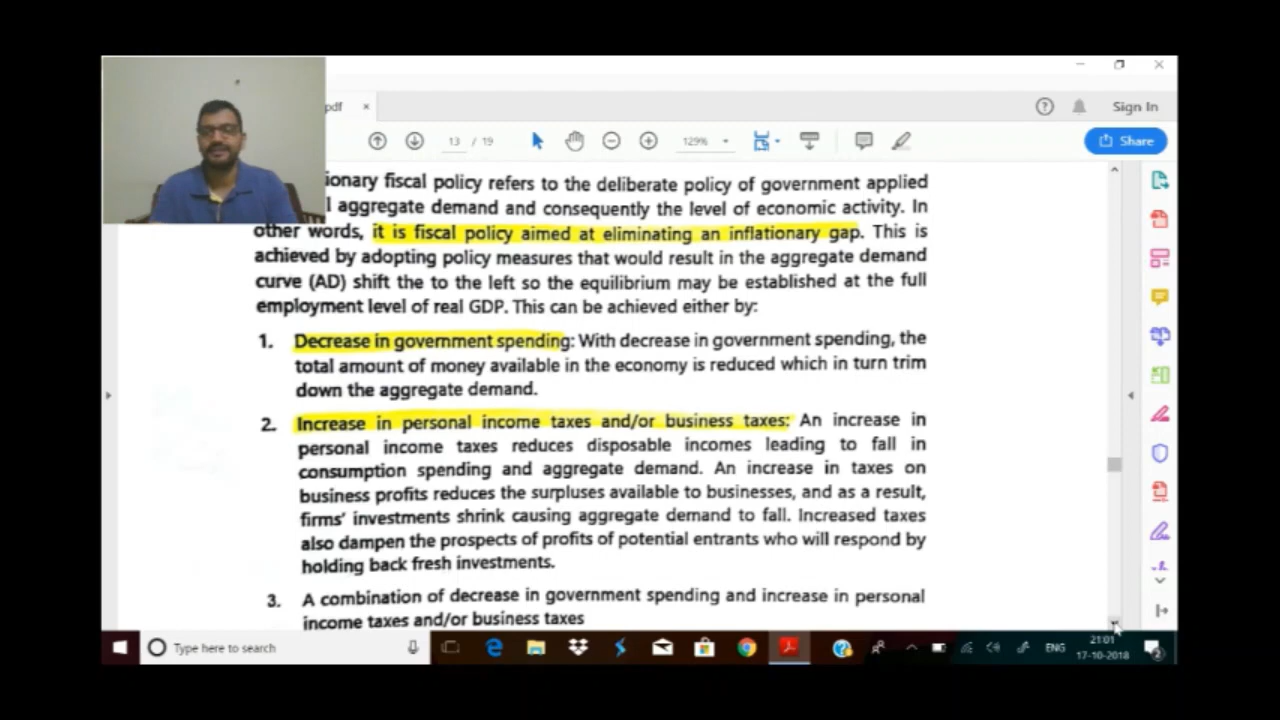 pdf
Sign In
13 / 19
129%
Share
ionary fiscal policy refers to the deliberate policy of government applied
aggregate demand and consequently the level of economic activity. In
other words, it is fiscal policy aimed at eliminating an inflationary gap. This is
achieved by adopting policy measures that would result in the aggregate demand
curve (AD) shift the to the left so the equilibrium may be established at the full
employment level of real GDP. This can be achieved either by:
1. Decrease in government spending: With decrease in government spending, the
total amount of money available in the economy is reduced which in turn trim
down the aggregate demand.
2. Increase in personal income taxes and/or business taxes: An increase in
personal income taxes reduces disposable incomes leading to fall in
consumption spending and aggregate demand. An increase in taxes on
business profits reduces the surpluses available to businesses, and as a result,
firms' investments shrink causing aggregate demand to fall. Increased taxes
also dampen the prospects of profits of potential entrants who will respond by
holding back fresh investments.
3. A combination of decrease in government spending and increase in personal
income taxes and/or business taxes
Type here to search
ENG
21:01
17-10-2018